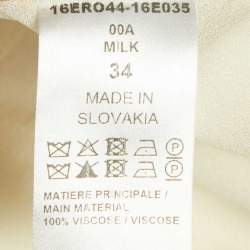 16ERO44-16E035
00A
MILK
34
MADE IN
SLOVAKIA
MATIERE PRINCIPALE /
MAIN MATERIAL
100% VISCOSE / VISCOSE